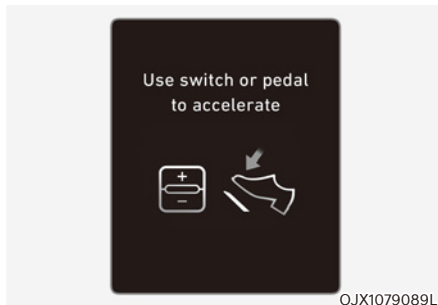 Use switch or pedal
to accelerate
+
−
OJX1079089L